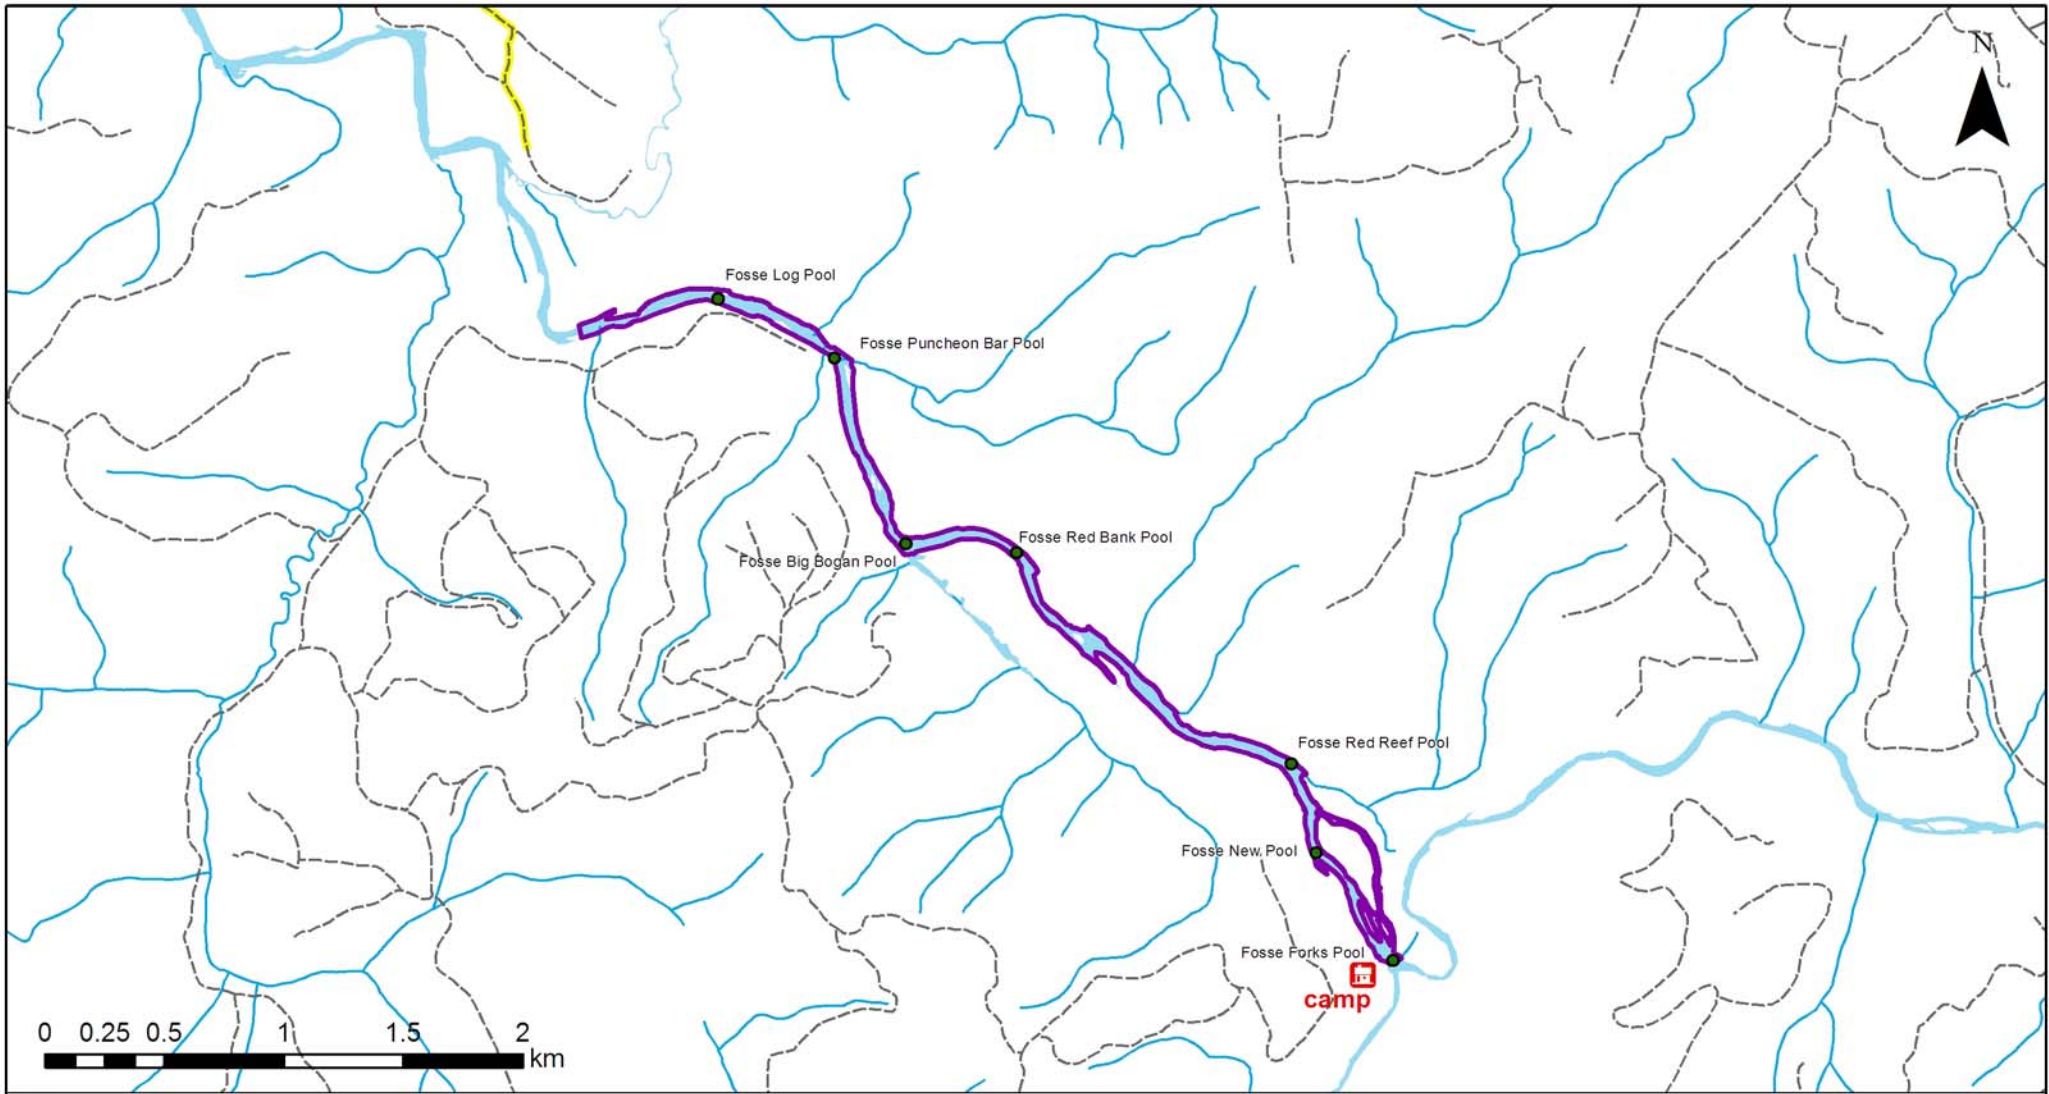 N
Fosse Log Pool
Fosse Puncheon Bar Pool
Fosse Red Bank Pool
Fosse Big Bogan Pool
Fosse Red Reef Pool
Fosse New Pool
Fosse Forks Pool
camp
0 0.25 0.5 1 1.5 2
km